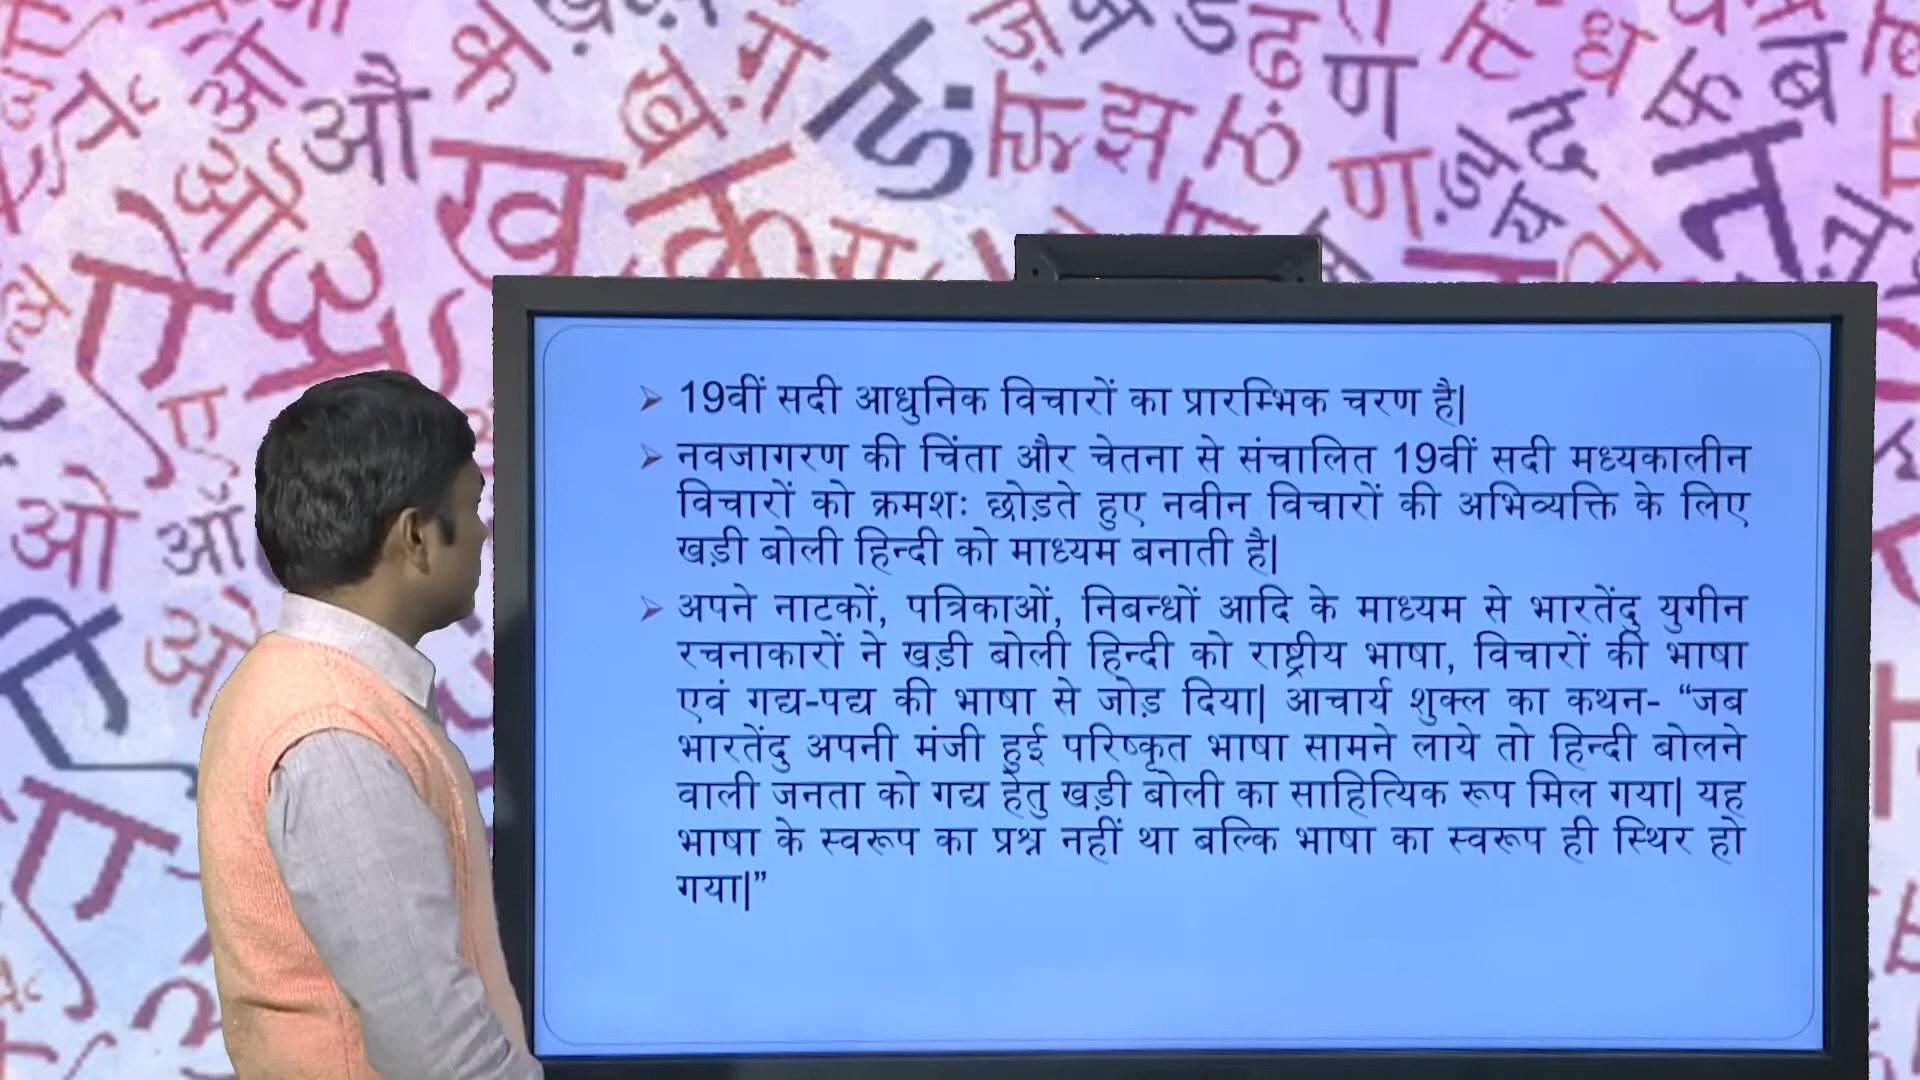 19वीं सदी आधुनिक विचारों का प्रारम्भिक चरण है|
नवजागरण की चिंता और चेतना से संचालित 19वीं सदी मध्यकालीन
विचारों को क्रमशः छोड़ते हुए नवीन विचारों की अभिव्यक्ति के लिए
खड़ी बोली हिन्दी को माध्यम बनाती है|
अपने नाटकों, पत्रिकाओं, निबन्धों आदि के माध्यम से भारतेंदु युगीन
रचनाकारों ने खड़ी बोली हिन्दी को राष्ट्रीय भाषा, विचारों की भाषा
एवं गद्य-पद्य की भाषा से जोड़ दिया| आचार्य शुक्ल का कथन- “जब
भारतेंदु अपनी मंजी हुई परिष्कृत भाषा सामने लाये तो हिन्दी बोलने
वाली जनता को गद्य हेतु खड़ी बोली का साहित्यिक रूप मिल गया| यह
भाषा के स्वरूप का प्रश्न नहीं था बल्कि भाषा का स्वरूप ही स्थिर हो
गया|”